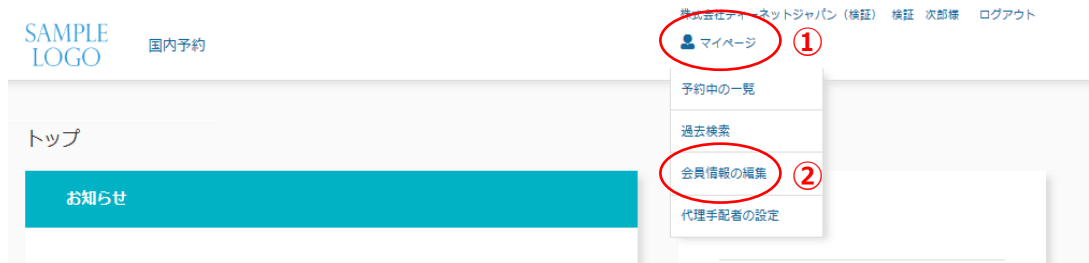 株式会社ティーネットジャパン（検証） 検証 次郎様 ログアウト
SAMPLE
LOGO
国内予約
マイページ
①
予約中の一覧
過去検索
会員情報の編集
②
代理手配者の設定
トップ
お知らせ